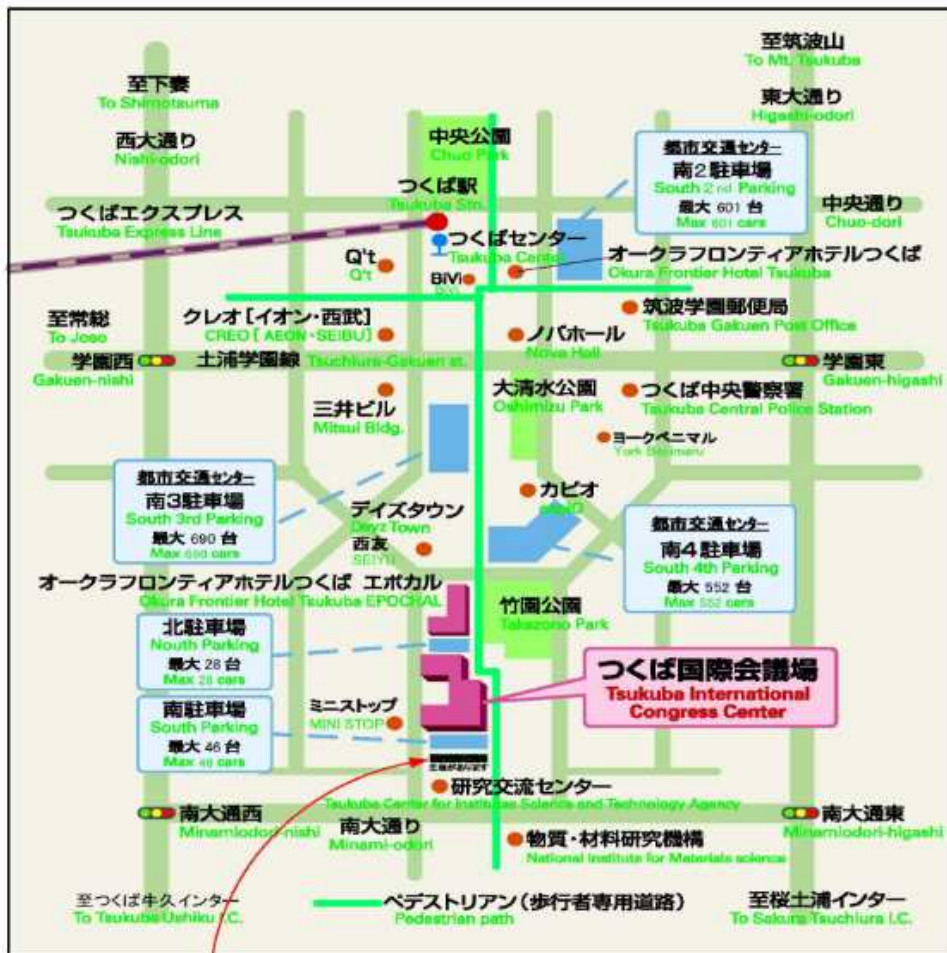 至筑波山
To Mt. Tsukuba
至下妻
To Shimotsuma
東大通り
Higashi-odori
西大通り
Nishi-odori
中央公園
Chuo Park
都市交通センター
南2駐車場
South 2nd Parking
最大 601 台
Max 601 cars
つくば駅
Tsukuba Stn.
中央通り
Chuo-dori
つくばエクスプレス
Tsukuba Express Line
つくばセンター
Tsukuba Center
Q't
Q't
BiVi
オークラフロンティアホテルつくば
Okura Frontier Hotel Tsukuba
至常総
To Joso
クレオ[イオン・西武]
CREO [ AEON・SEIBU]
ノバホール
Nova Hall
筑波学園郵便局
Tsukuba Gakuen Post Office
学園西
Gakuen-nishi
土浦学園線 Tsuchiura-Gakuen st.
学園東
Gakuen-higashi
三井ビル
Mitsui Bldg.
大清水公園
Oshimizu Park
つくば中央警察署
Tsukuba Central Police Station
ヨークベニマル
York Benimaru
都市交通センター
南3駐車場
South 3rd Parking
最大 690 台
Max 690 cars
デイズタウン
Dayz Town
西友
SEIYU
カピオ
都市交通センター
南4駐車場
South 4th Parking
最大 552 台
Max 552 cars
オークラフロンティアホテルつくば エポカル
Okura Frontier Hotel Tsukuba EPOCHAL
竹園公園
Takezono Park
北駐車場
Nouth Parking
最大 28 台
Max 28 cars
つくば国際会議場
Tsukuba International
Congress Center
ミニストップ
MINI STOP
南駐車場
South Parking
最大 46 台
Max 46 cars
研究交流センター
Tsukuba Center for Institutes Science and Technology Agency
南大通西
Minamiodori-nishi
南大通り
Minami-odori
南大通東
Minamiodori-higashi
物質・材料研究機構
National Institute for Materials science
至つくば牛久インター
To Tsukuba Ushiku I.C.
ペデストリアン(歩行者専用道路)
Pedestrian path
至桜土浦インター
To Sakura Tsuchiura I.C.